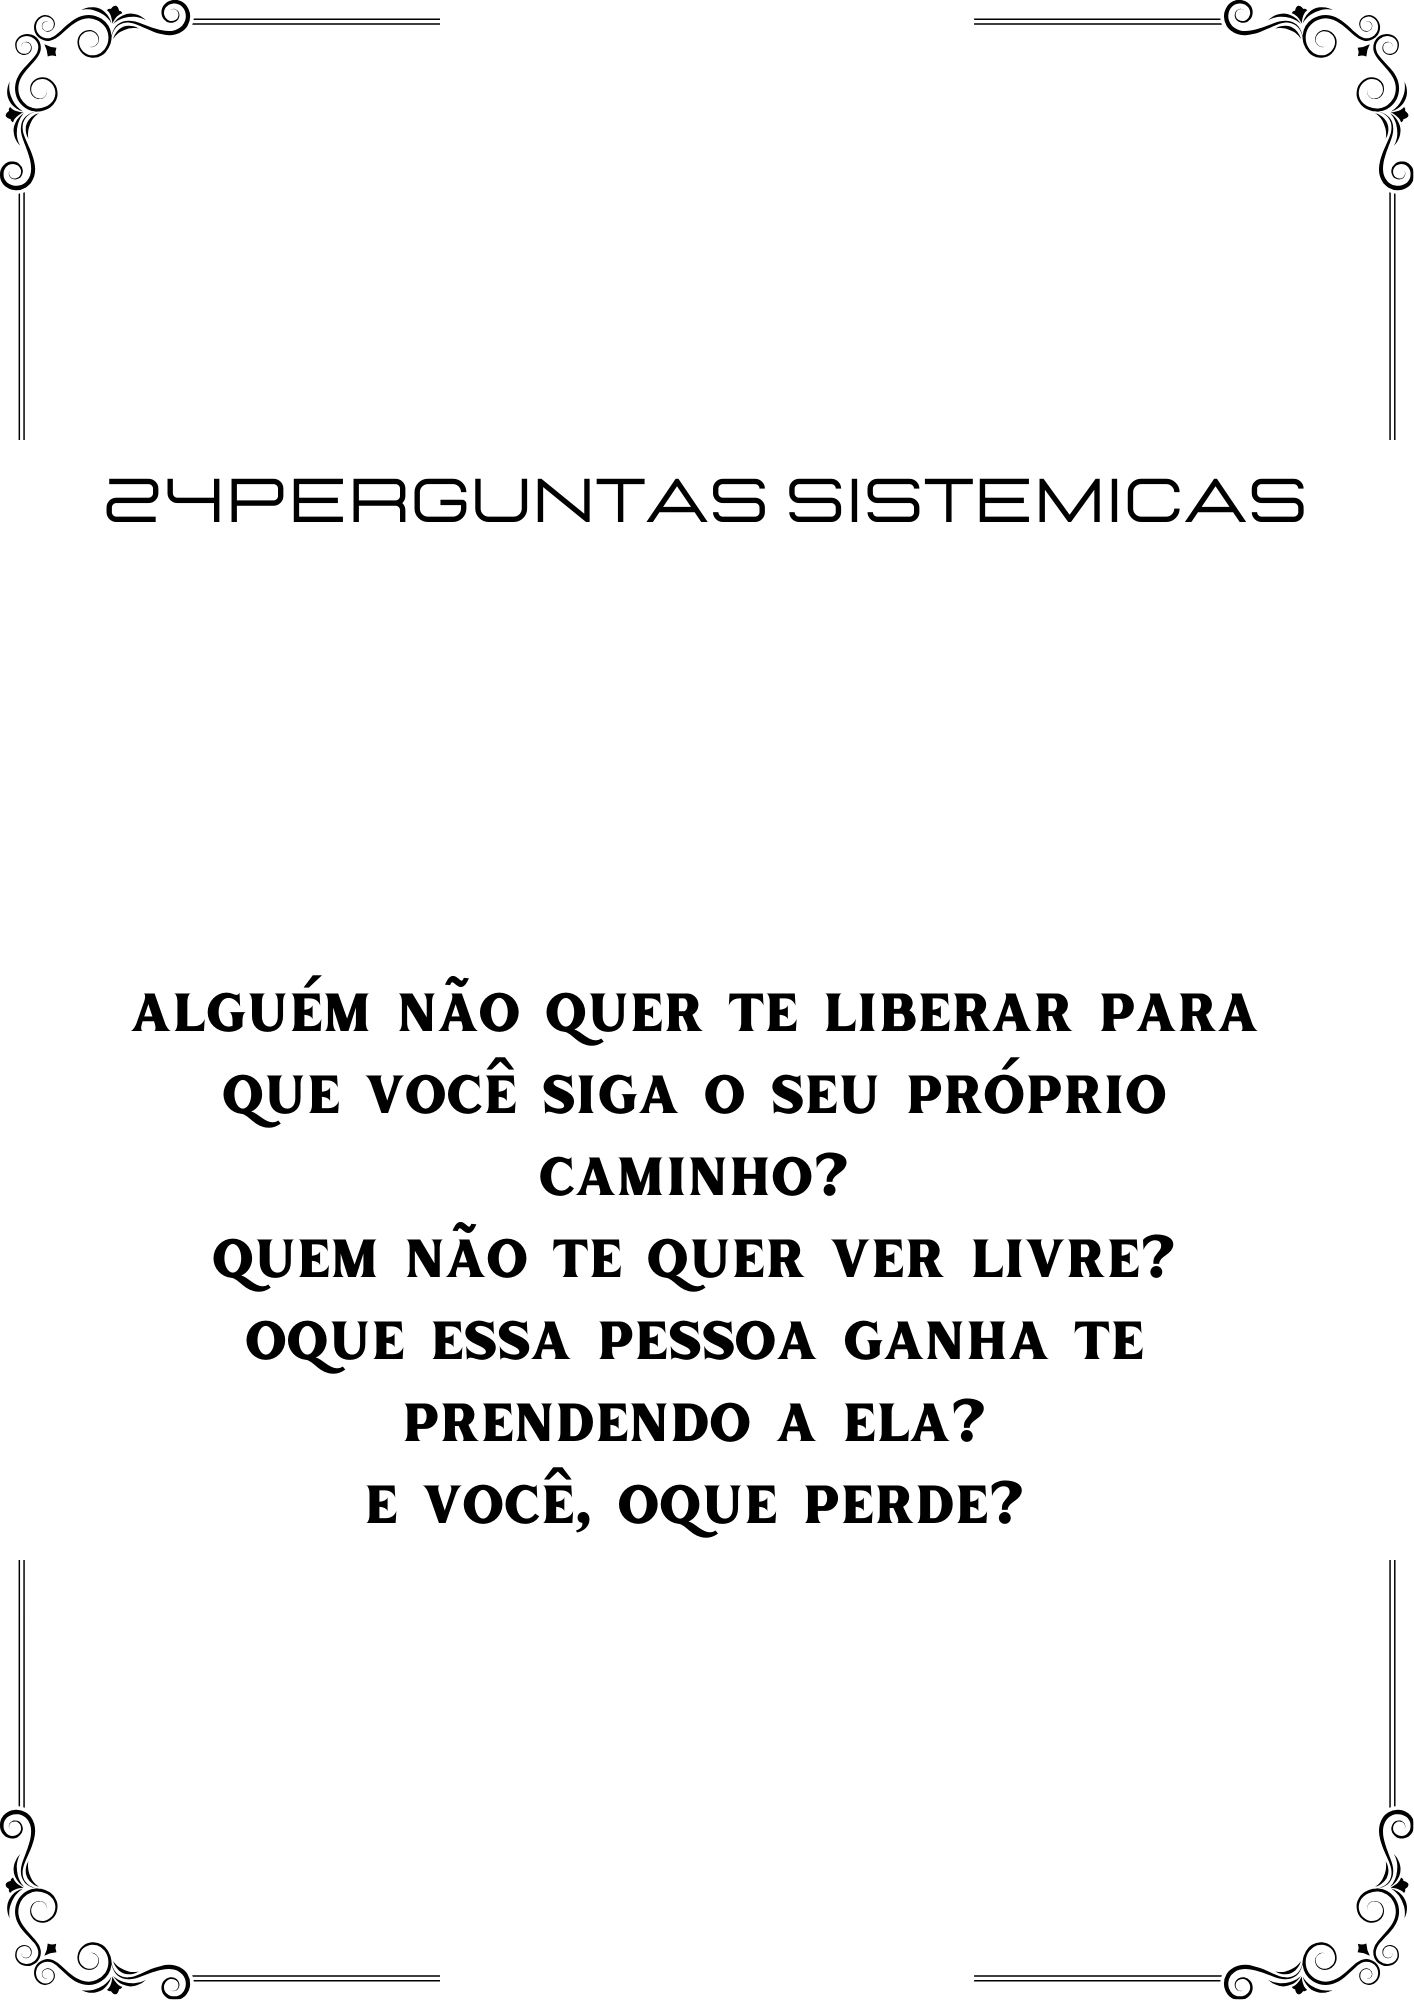 24PERGUNTAS SISTEMICAS
ALGUÉM NÃO QUER TE LIBERAR PARA
QUE VOCÊ SIGA O SEU PRÓPRIO
CAMINHO?
QUEM NÃO TE QUER VER LIVRE?
OQUE ESSA PESSOA GANHA TE
PRENDENDO A ELA?
E VOCÊ, OQUE PERDE?